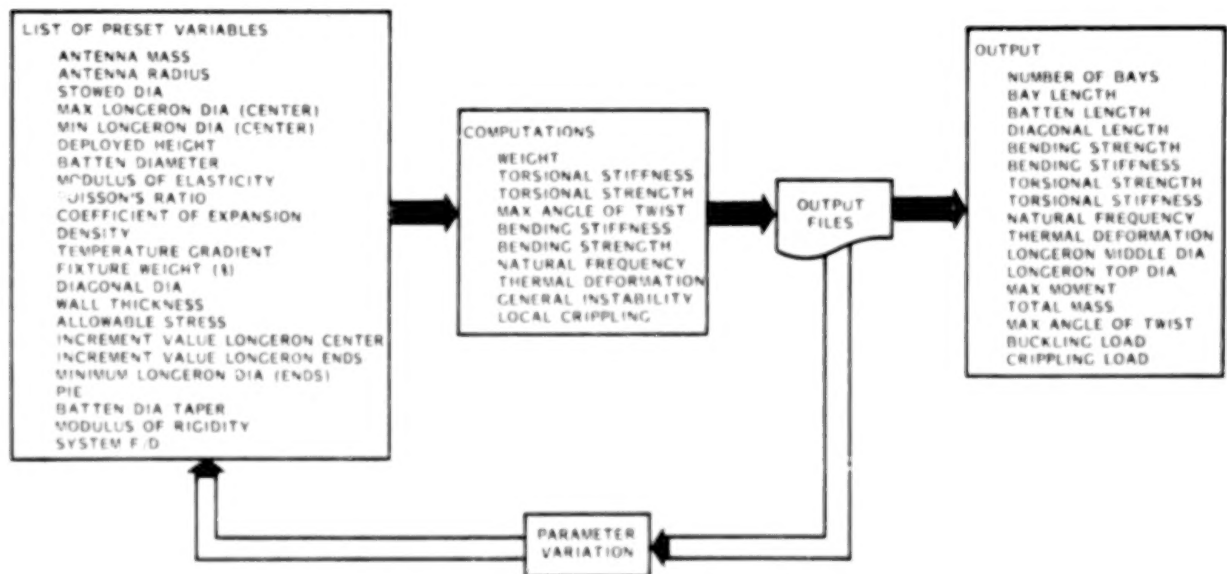 LIST OF PRESET VARIABLES
ANTENNA MASS
ANTENNA RADIUS
STOWED DIA
MAX LONGERON DIA (CENTER)
MIN LONGERON DIA (CENTER)
DEPLOYED HEIGHT
BATTEN DIAMETER
MODULUS OF ELASTICITY
POISSON'S RATIO
COEFFICIENT OF EXPANSION
DENSITY
TEMPERATURE GRADIENT
FIXTURE WEIGHT (%)
DIAGONAL DIA
WALL THICKNESS
ALLOWABLE STRESS
INCREMENT VALUE LONGERON CENTER
INCREMENT VALUE LONGERON ENDS
MINIMUM LONGERON DIA (ENDS)
PIE
BATTEN DIA TAPER
MODULUS OF RIGIDITY
SYSTEM F/D
COMPUTATIONS
WEIGHT
TORSIONAL STIFFNESS
TORSIONAL STRENGTH
MAX ANGLE OF TWIST
BENDING STIFFNESS
BENDING STRENGTH
NATURAL FREQUENCY
THERMAL DEFORMATION
GENERAL INSTABILITY
LOCAL CRIPPLING
OUTPUT
FILES
OUTPUT
NUMBER OF BAYS
BAY LENGTH
BATTEN LENGTH
DIAGONAL LENGTH
BENDING STRENGTH
BENDING STIFFNESS
TORSIONAL STRENGTH
TORSIONAL STIFFNESS
NATURAL FREQUENCY
THERMAL DEFORMATION
LONGERON MIDDLE DIA
LONGERON TOP DIA
MAX MOMENT
TOTAL MASS
MAX ANGLE OF TWIST
BUCKLING LOAD
CRIPPLING LOAD
PARAMETER
VARIATION